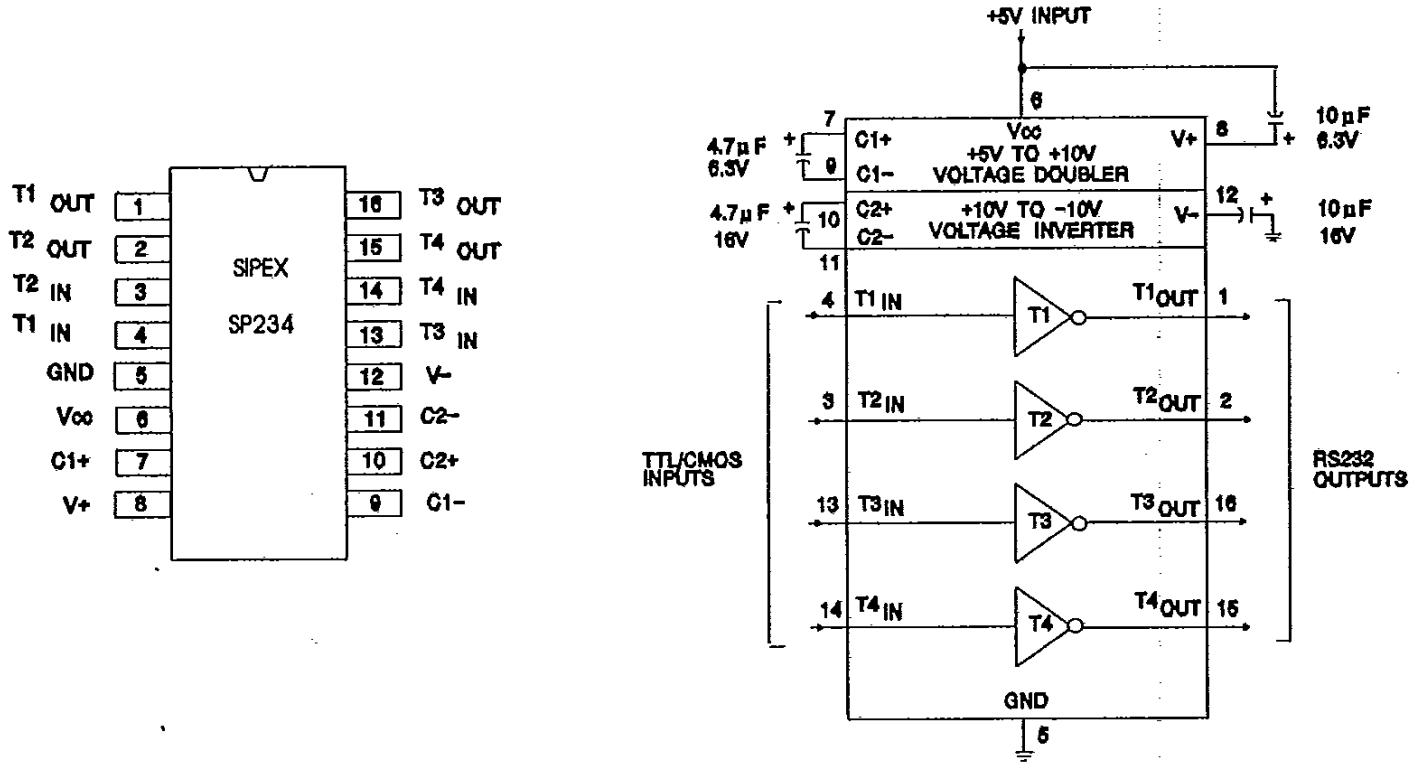 T1 OUT 1
T2 OUT 2
T2 IN 3
T1 IN 4
GND 5
Vcc 6
C1+ 7
V+ 8
SIPEX
SP234
16 T3 OUT
15 T4 OUT
14 T4 IN
13 T3 IN
12 V-
11 C2-
10 C2+
9 C1-
+5V INPUT
6
7
4.7µF
6.3V
+
9
C1+
C1-
Vcc
+5V TO +10V
VOLTAGE DOUBLER
V+
8
+
10µF
6.3V
4.7µF
16V
+
10
11
C2+
C2-
+10V TO -10V
VOLTAGE INVERTER
V-
12
+
10µF
16V
4 T1 IN T1 T1 OUT 1
3 T2 IN T2 T2 OUT 2
TTL/CMOS
INPUTS
RS232
OUTPUTS
13 T3 IN T3 T3 OUT 16
14 T4 IN T4 T4 OUT 15
GND
5